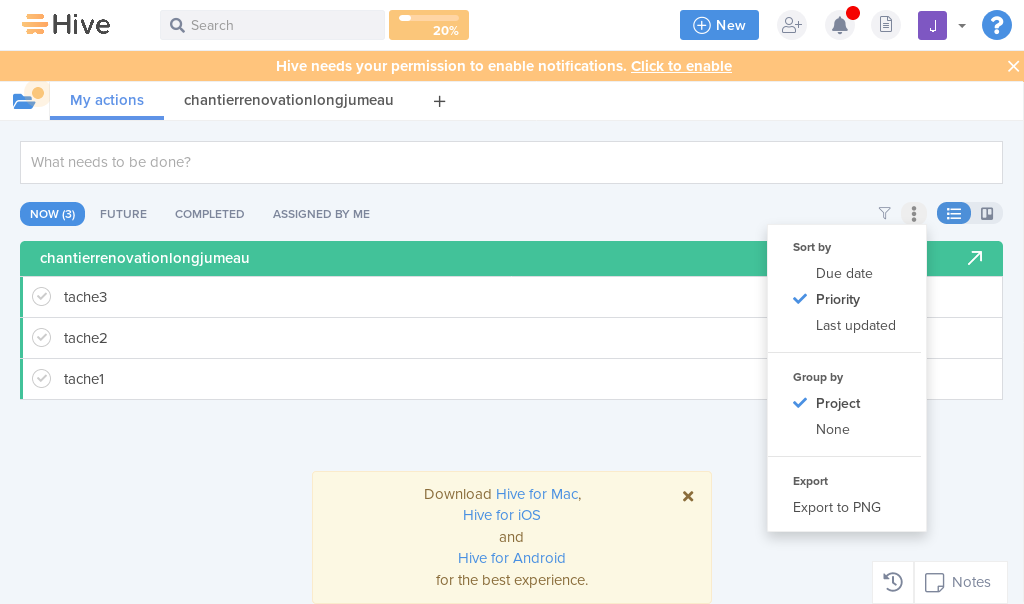 Hive
Search
20%
New
J
?
Hive needs your permission to enable notifications. Click to enable
My actions
chantierrenovationlongjumeau
+
What needs to be done?
NOW (3)
FUTURE
COMPLETED
ASSIGNED BY ME
chantierrenovationlongjumeau
tache3
tache2
tache1
Sort by
Due date
Priority
Last updated
Group by
Project
None
Export
Export to PNG
Download Hive for Mac,
Hive for iOS
and
Hive for Android
for the best experience.
Notes